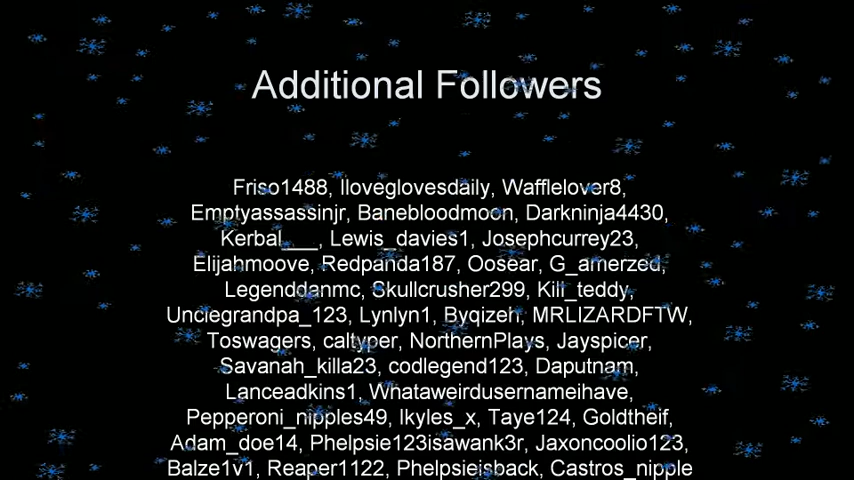 Additional Followers
Friso1488, Iloveglovesdaily, Wafflelover8,
Emptyassassinjr, Banebloodmoon, Darkninja4430,
Kerbal___, Lewis_davies1, Josephcurrey23,
Elijahmoove, Redpanda187, Oosear, G_amerzed,
Legenddanmc, Skullcrusher299, Kill_teddy,
Unclegrandpa_123, Lynlyn1, Byqizeh, MRLIZARDFTW,
Toswagers, caltyper, NorthernPlays, Jayspicer,
Savanah_killa23, codlegend123, Daputnam,
Lanceadkins1, Whataweirdusernameihave,
Pepperoni_nipples49, Ikyles_x, Taye124, Goldtheif,
Adam_doe14, Phelpsie123isawank3r, Jaxoncoolio123,
Balze1v1, Reaper1122, Phelpsieisback, Castros_nipple